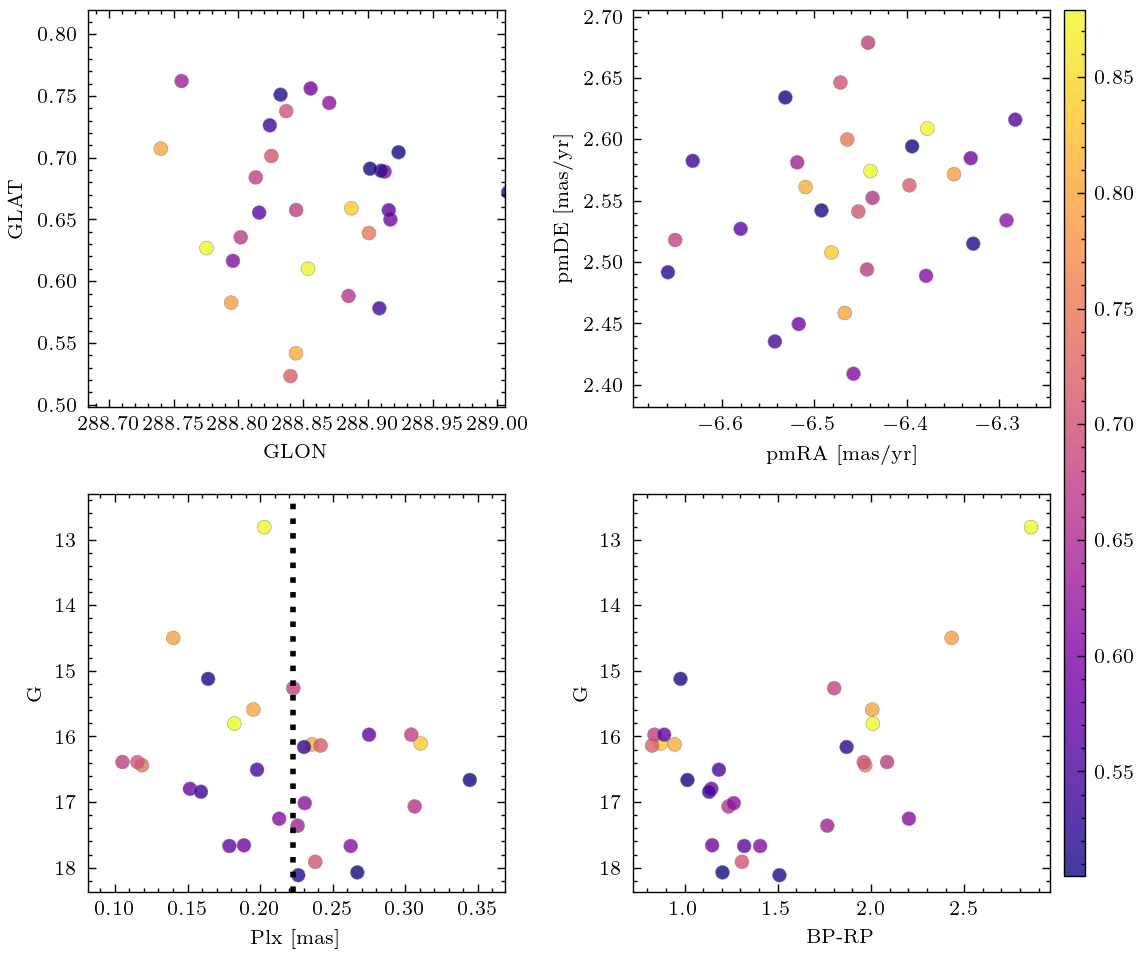 0.80
0.75
0.70
0.65
0.60
0.55
0.50
GLAT
288.70 288.75 288.80 288.85 288.90 288.95 289.00
GLON
2.70
2.65
2.60
2.55
2.50
2.45
2.40
pmDE [mas/yr]
−6.6 −6.5 −6.4 −6.3
pmRA [mas/yr]
0.85
0.80
0.75
0.70
0.65
0.60
0.55
13
14
15
16
17
18
G
0.10 0.15 0.20 0.25 0.30 0.35
Plx [mas]
13
14
15
16
17
18
G
1.0 1.5 2.0 2.5
BP-RP